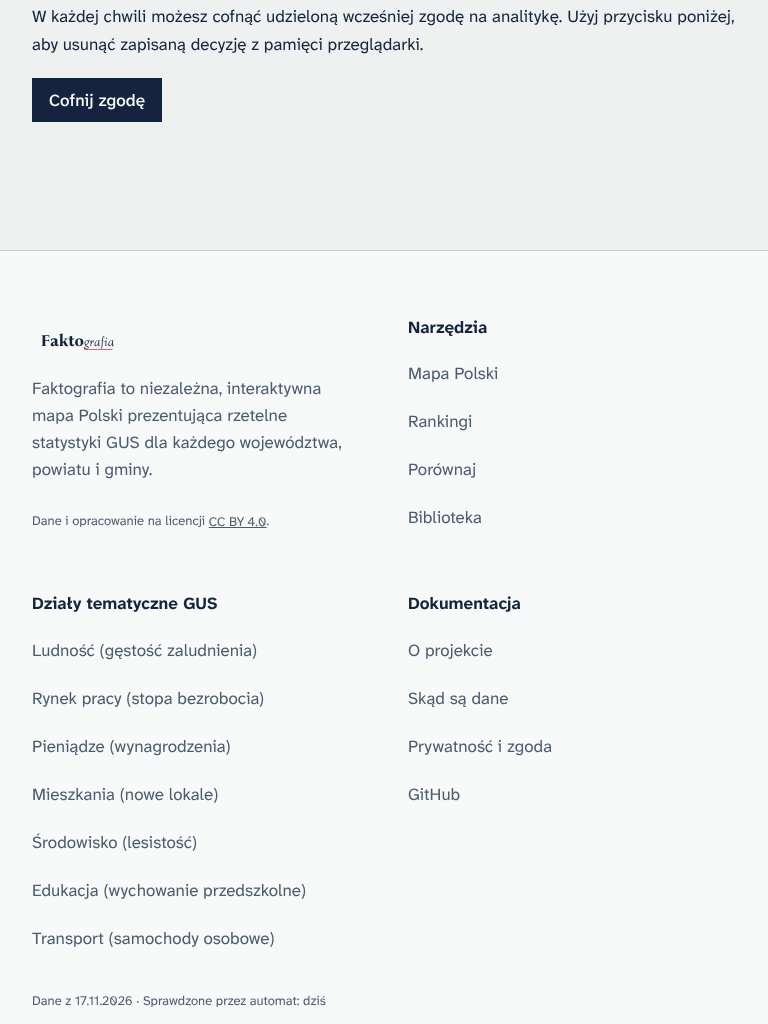 W każdej chwili możesz cofnąć udzieloną wcześniej zgodę na analitykę. Użyj przycisku poniżej,
aby usunąć zapisaną decyzję z pamięci przeglądarki.
Cofnij zgodę
Faktografia
Faktografia to niezależna, interaktywna
mapa Polski prezentująca rzetelne
statystyki GUS dla każdego województwa,
powiatu i gminy.
Dane i opracowanie na licencji CC BY 4.0.
Narzędzia
Mapa Polski
Rankingi
Porównaj
Biblioteka
Działy tematyczne GUS
Ludność (gęstość zaludnienia)
Rynek pracy (stopa bezrobocia)
Pieniądze (wynagrodzenia)
Mieszkania (nowe lokale)
Środowisko (lesistość)
Edukacja (wychowanie przedszkolne)
Transport (samochody osobowe)
Dokumentacja
O projekcie
Skąd są dane
Prywatność i zgoda
GitHub
Dane z 17.11.2026 · Sprawdzone przez automat: dziś